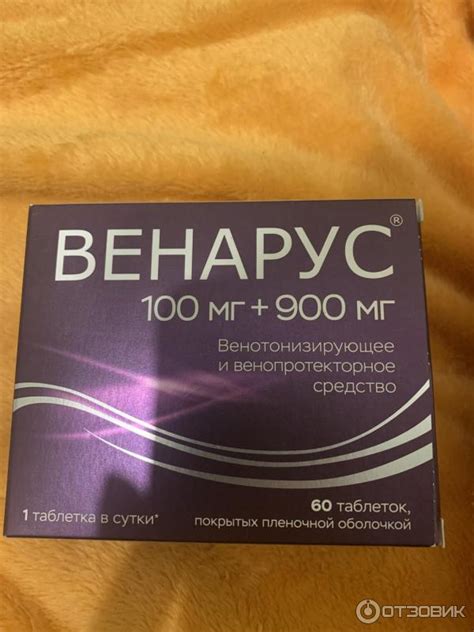 ВЕНАРУС®
100 мг + 900 мг
Венотонизирующее
и венопротекторное
средство
1 таблетка в сутки*
60 таблеток,
покрытых пленочной оболочкой
ОТЗОВИК